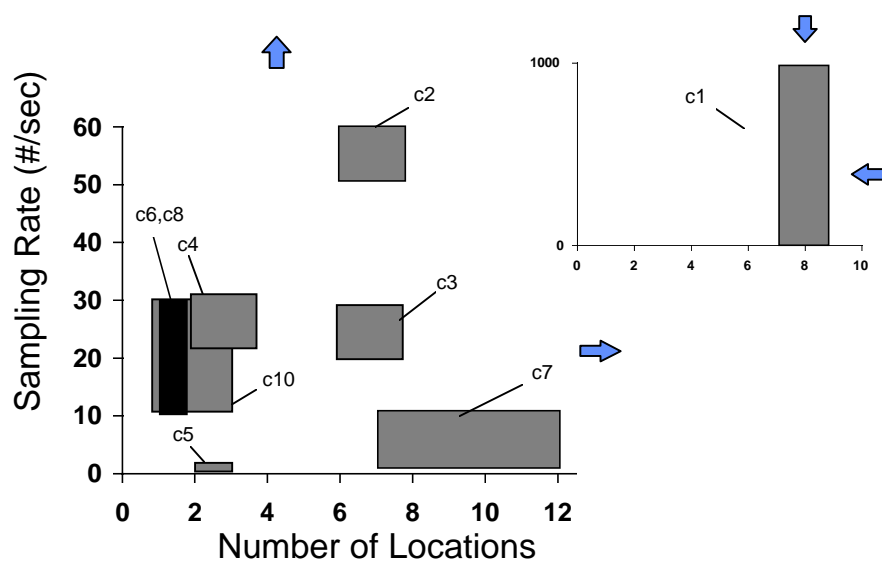 Sampling Rate (#/sec)
60
50
40
30
20
10
0
0 2 4 6 8 10 12
Number of Locations
c2
c6,c8
c4
c3
c10
c7
c5
1000
500
0
0 2 4 6 8 10
c1